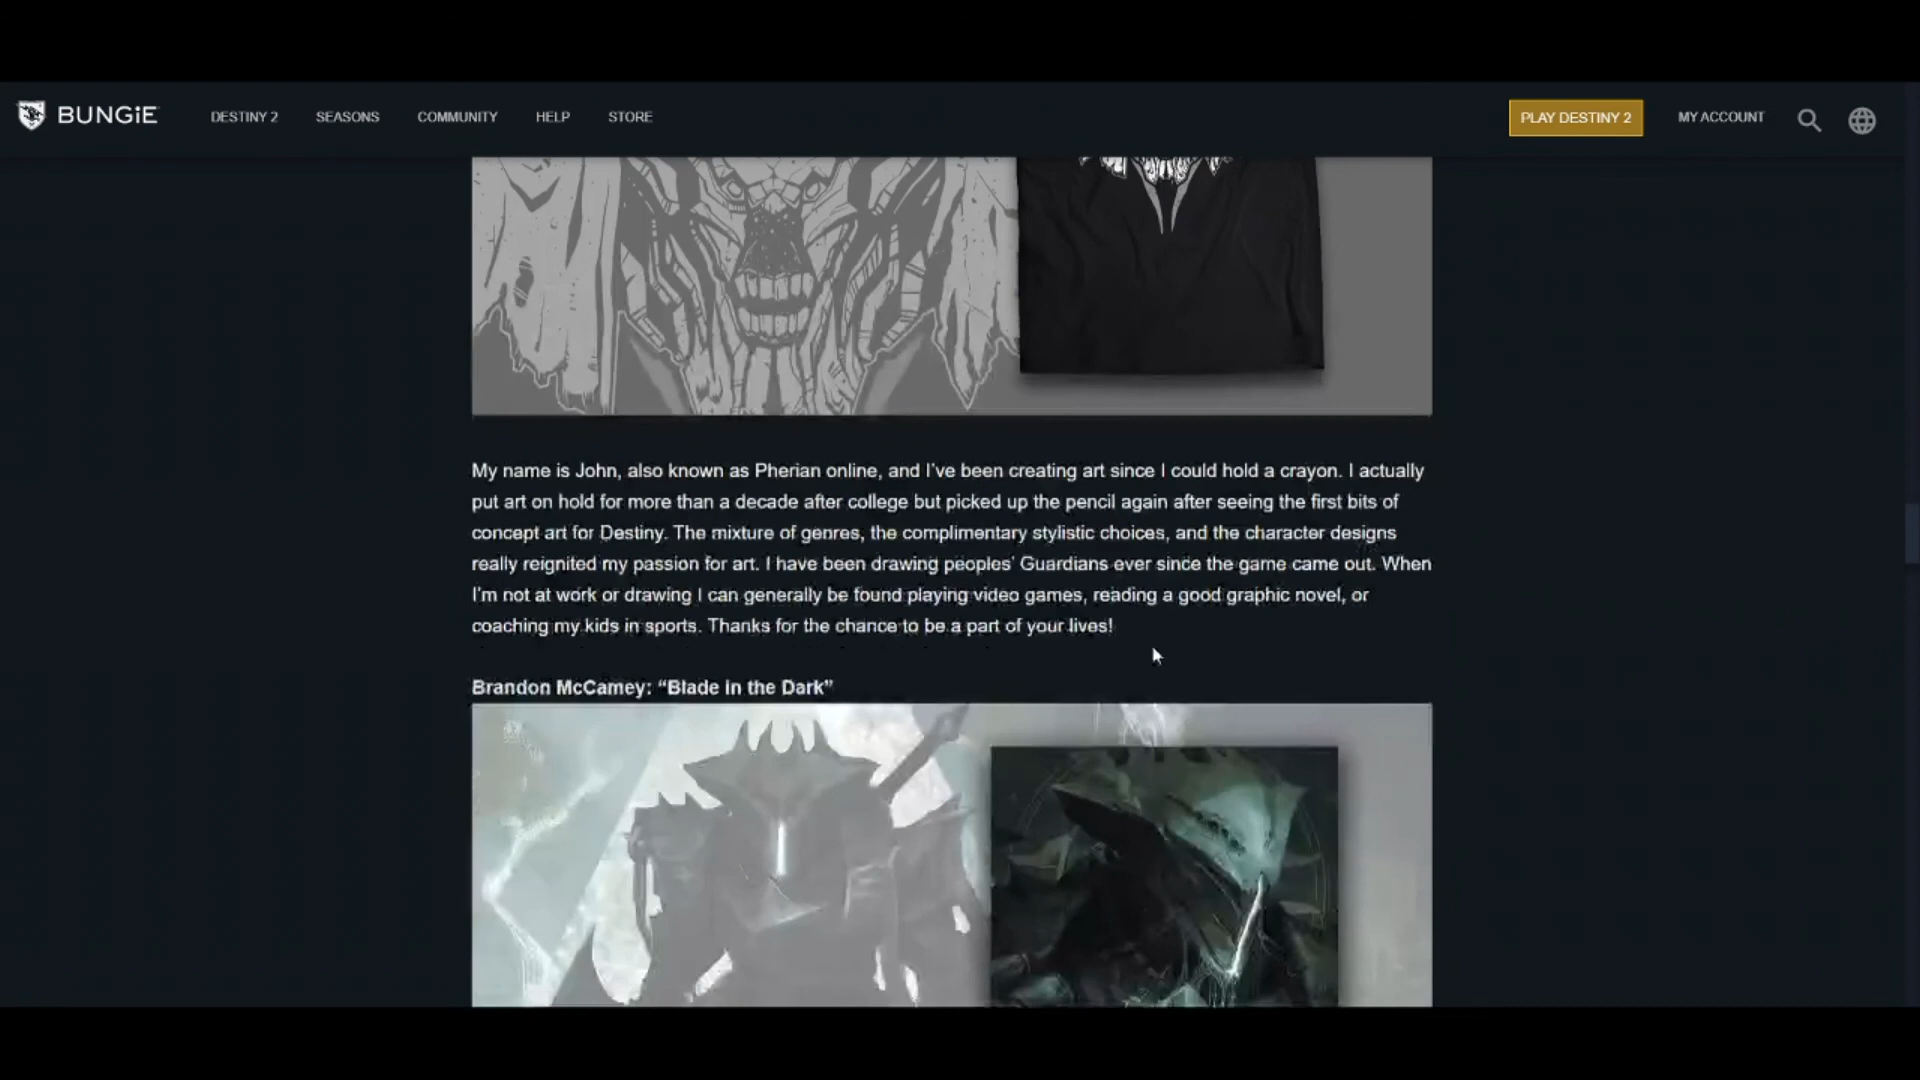 BUNGiE
DESTINY 2
SEASONS
COMMUNITY
HELP
STORE
PLAY DESTINY 2
MY ACCOUNT
My name is John, also known as Pherian online, and I've been creating art since I could hold a crayon. I actually
put art on hold for more than a decade after college but picked up the pencil again after seeing the first bits of
concept art for Destiny. The mixture of genres, the complimentary stylistic choices, and the character designs
really reignited my passion for art. I have been drawing peoples' Guardians ever since the game came out. When
I'm not at work or drawing I can generally be found playing video games, reading a good graphic novel, or
coaching my kids in sports. Thanks for the chance to be a part of your lives!
Brandon McCamey: “Blade in the Dark”